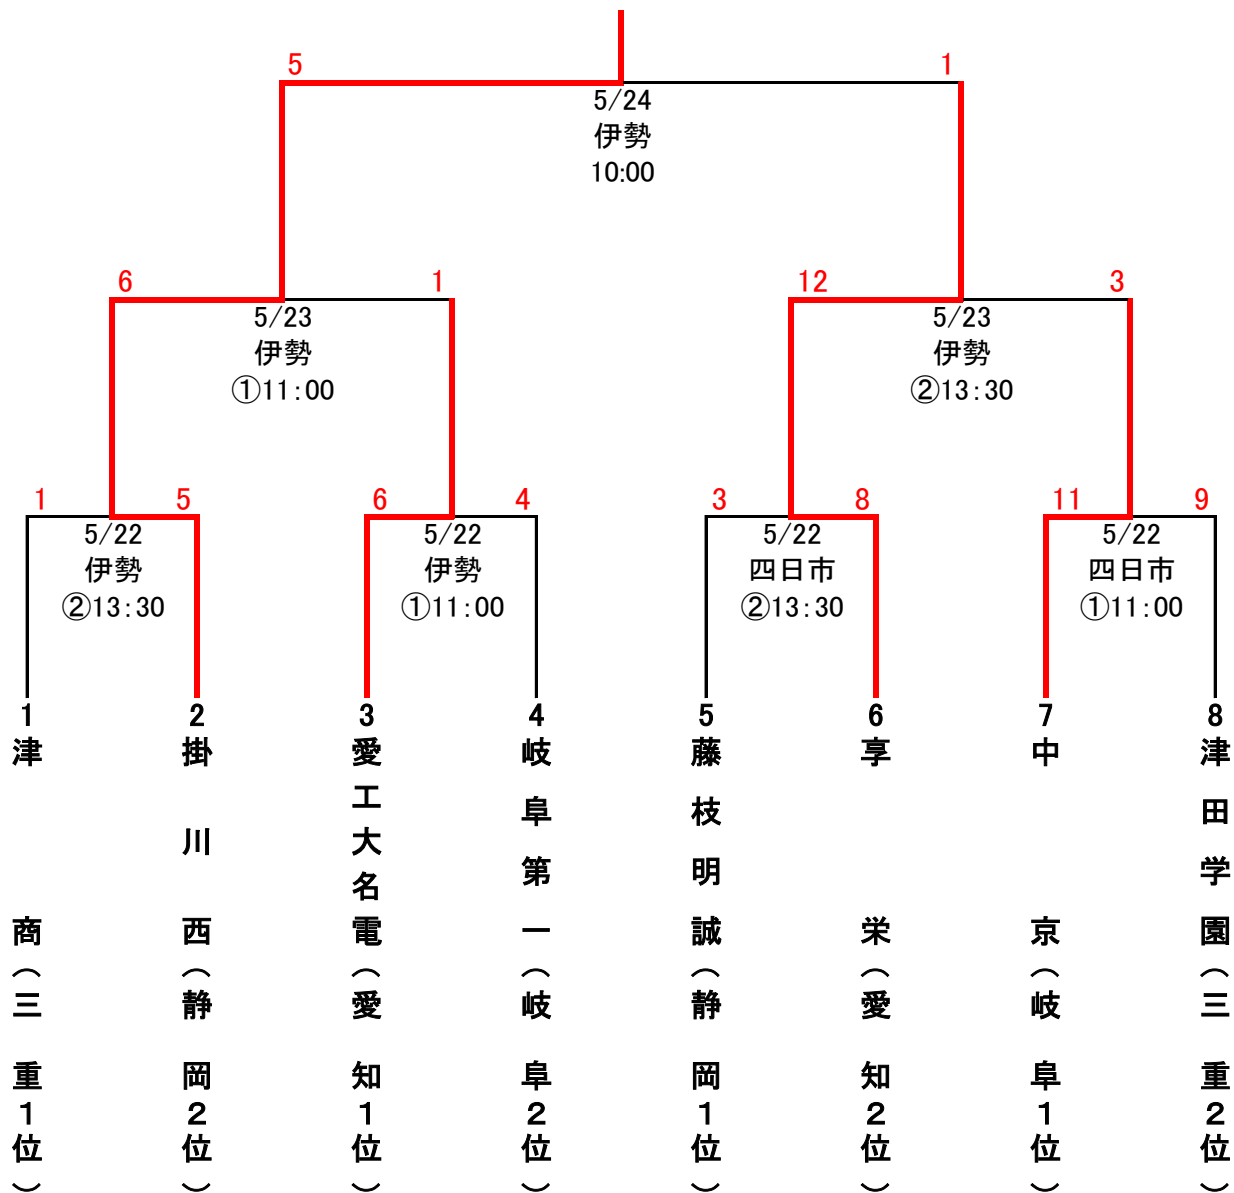 5 1
5/24
伊勢
10:00
6 1 12 3
5/23
伊勢
①11:00
5/23
伊勢
②13:30
1 5 6 4 3 8 11 9
5/22
伊勢
②13:30
5/22
伊勢
①11:00
5/22
四日市
②13:30
5/22
四日市
①11:00
1 津商(三重1位)
2 掛川西(静岡2位)
3 愛工大名電(愛知1位)
4 岐阜第一(岐阜2位)
5 藤枝明誠(静岡1位)
6 享栄(愛知2位)
7 中京(岐阜1位)
8 津田学園(三重2位)